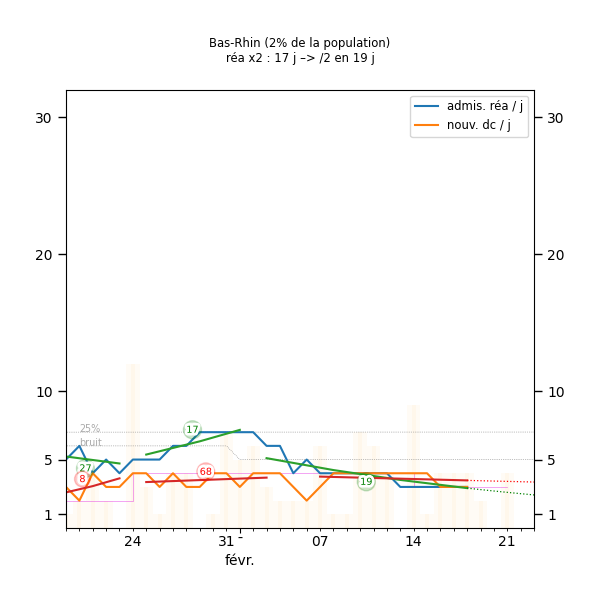 Bas-Rhin (2% de la population)
réa x2 : 17 j –> /2 en 19 j
admis. réa / j
nouv. dc / j
30 30
20 20
10 10
25%
bruit
17
5 5
27
68
8
19
1 1
24 31 - 07 14 21
févr.